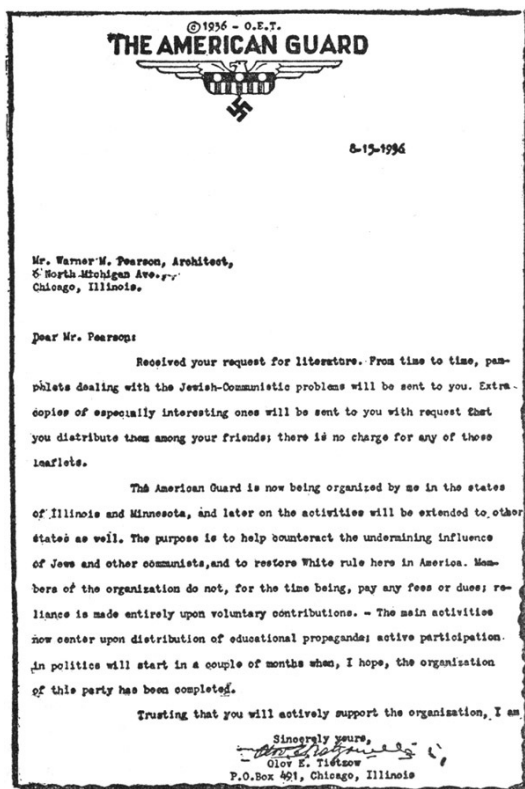 © 1936 - O.E.T.
THE AMERICAN GUARD
8-15-1936
Mr. Warner M. Pearson, Architect,
6 North Michigan Ave.,
Chicago, Illinois.
Dear Mr. Pearson:
Received your request for literature. From time to time, pam-
phlets dealing with the Jewish-Communistic problem will be sent to you. Extra
copies of especially interesting ones will be sent to you with request that
you distribute them among your friends; there is no charge for any of those
leaflets.
The American Guard is now being organized by me in the states
of Illinois and Minnesota, and later on the activities will be extended to other
states as well. The purpose is to help counteract the undermining influence
of Jews and other communists, and to restore White rule here in America. Mem-
bers of the organization do not, for the time being, pay any fees or dues; re-
liance is made entirely upon voluntary contributions. - The main activities
now center upon distribution of educational propaganda; active participation
in politics will start in a couple of months when, I hope, the organization
of this party has been completed.
Trusting that you will actively support the organization, I am
Sincerely yours,
Olov E. Tietzow
P.O.Box 491, Chicago, Illinois